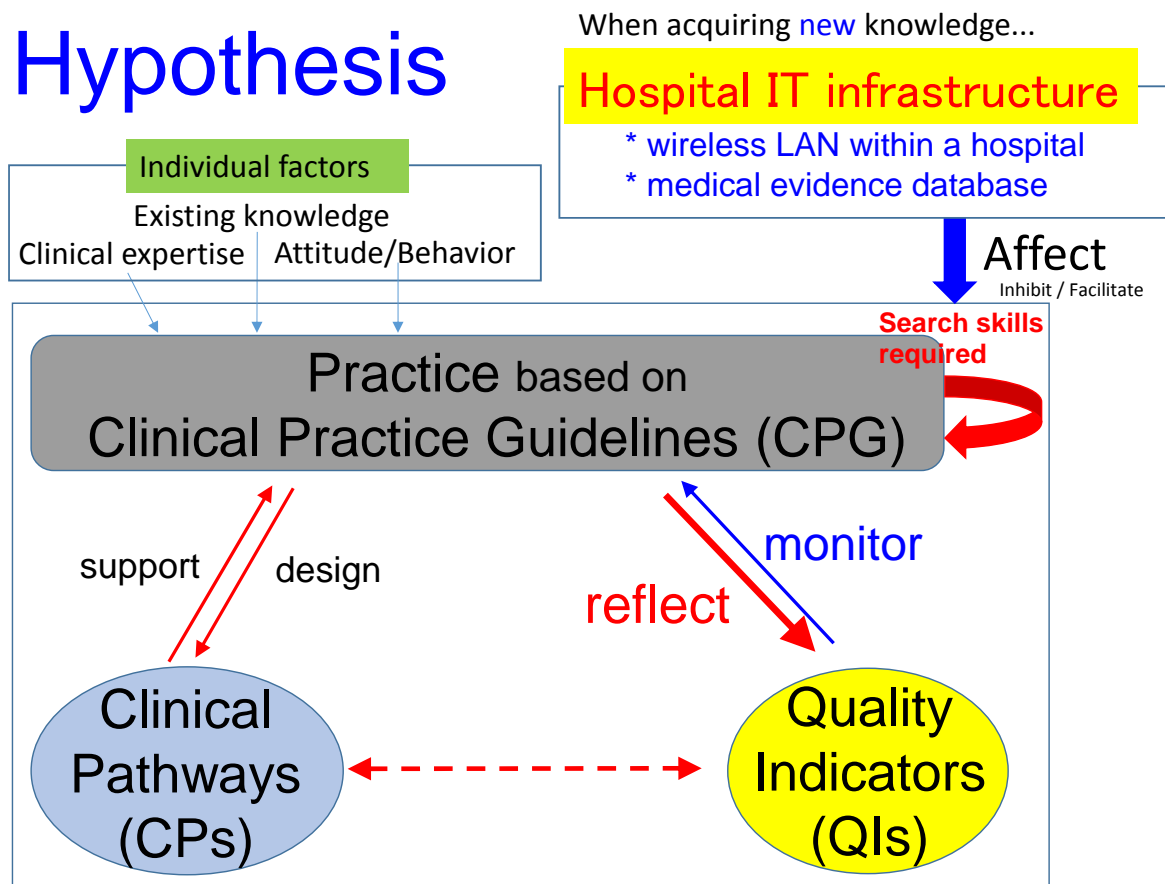 Hypothesis
When acquiring new knowledge...
Hospital IT infrastructure
* wireless LAN within a hospital
* medical evidence database
Individual factors
Existing knowledge
Clinical expertise
Attitude/Behavior
Affect
Inhibit / Facilitate
Search skills
required
Practice based on
Clinical Practice Guidelines (CPG)
support
design
monitor
reflect
Clinical
Pathways
(CPs)
Quality
Indicators
(QIs)